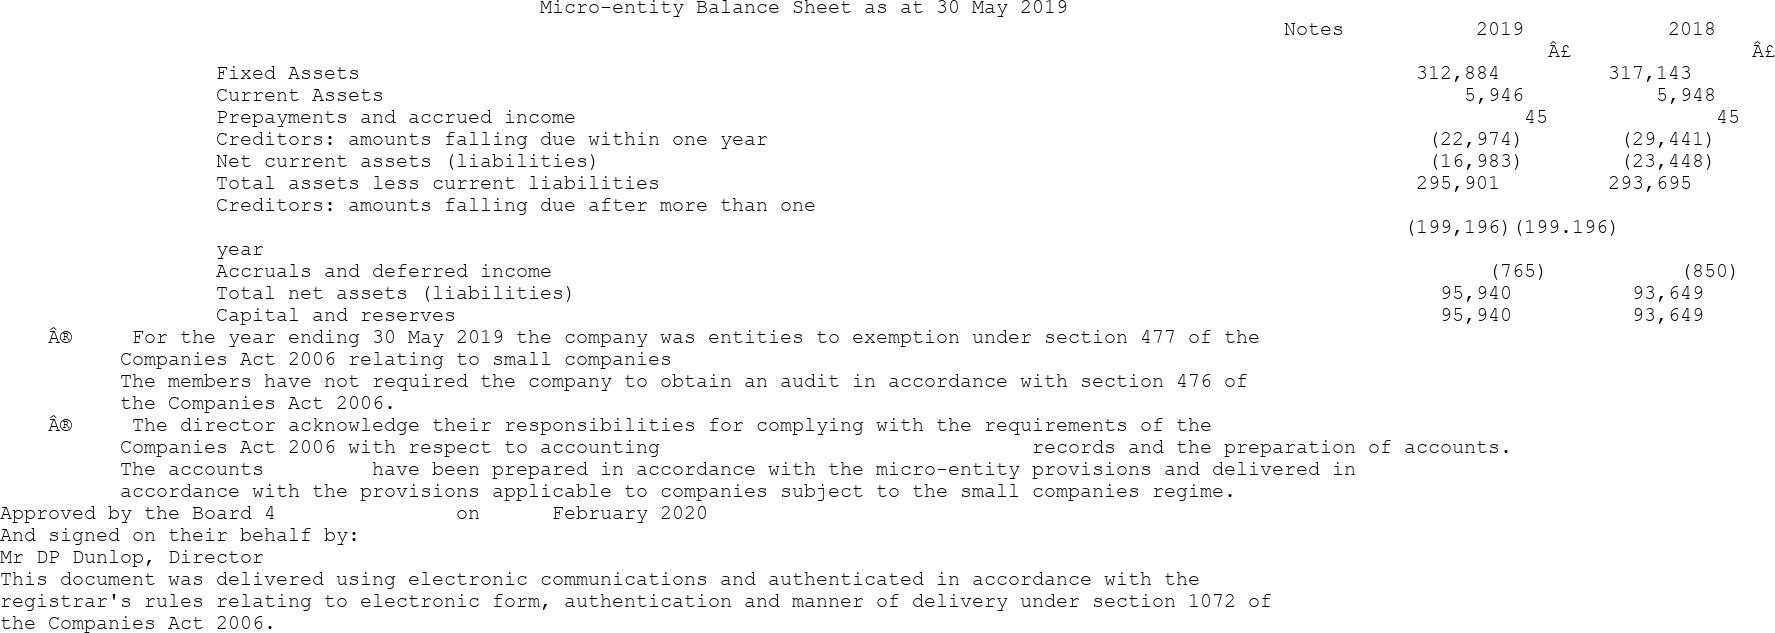 Micro-entity Balance Sheet as at 30 May 2019
Notes 2019 2018
Â£ Â£
Fixed Assets 312,884 317,143
Current Assets 5,946 5,948
Prepayments and accrued income 45 45
Creditors: amounts falling due within one year (22,974) (29,441)
Net current assets (liabilities) (16,983) (23,448)
Total assets less current liabilities 295,901 293,695
Creditors: amounts falling due after more than one
(199,196) (199.196)
year
Accruals and deferred income (765) (850)
Total net assets (liabilities) 95,940 93,649
Capital and reserves 95,940 93,649
Â® For the year ending 30 May 2019 the company was entities to exemption under section 477 of the
Companies Act 2006 relating to small companies
The members have not required the company to obtain an audit in accordance with section 476 of
the Companies Act 2006.
Â® The director acknowledge their responsibilities for complying with the requirements of the
Companies Act 2006 with respect to accounting records and the preparation of accounts.
The accounts have been prepared in accordance with the micro-entity provisions and delivered in
accordance with the provisions applicable to companies subject to the small companies regime.
Approved by the Board 4 on February 2020
And signed on their behalf by:
Mr DP Dunlop, Director
This document was delivered using electronic communications and authenticated in accordance with the
registrar's rules relating to electronic form, authentication and manner of delivery under section 1072 of
the Companies Act 2006.